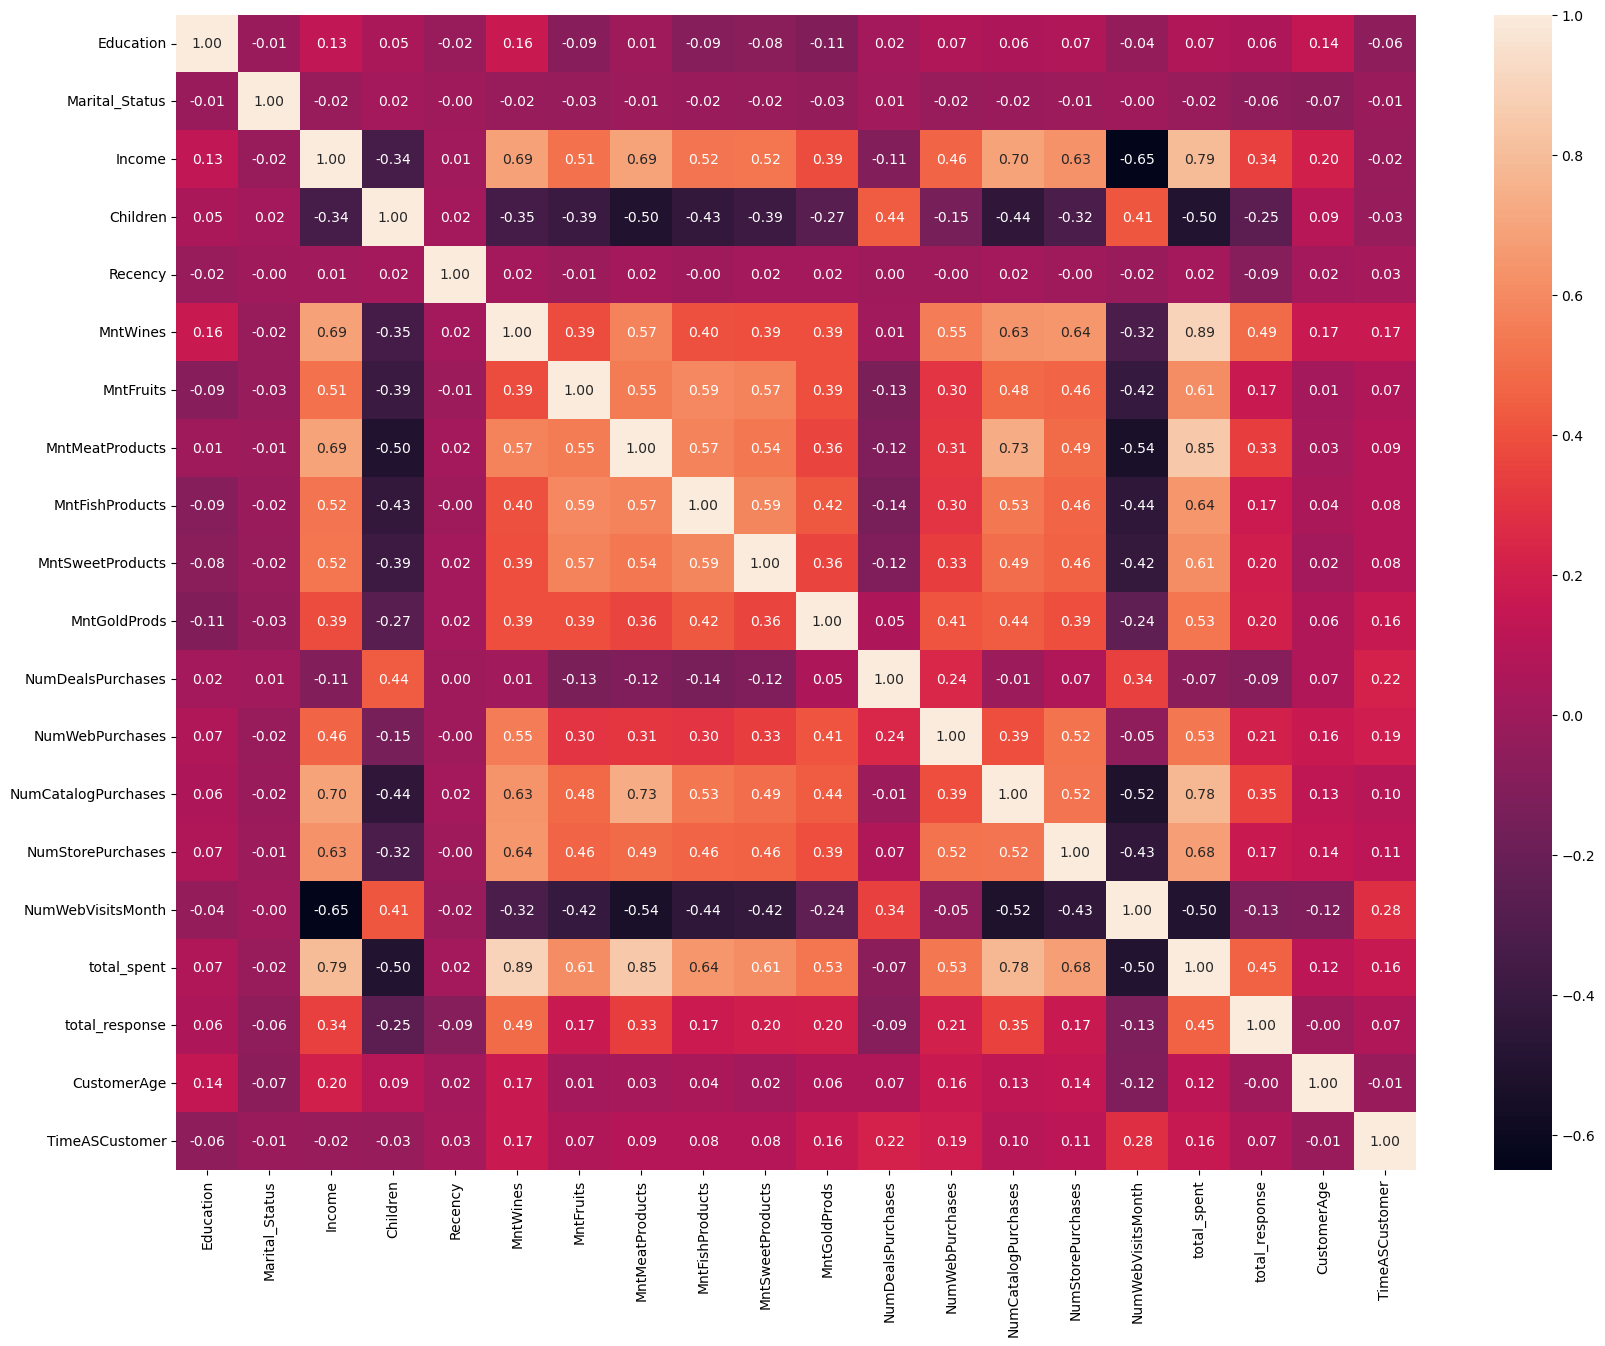 Education 1.00 -0.01 0.13 0.05 -0.02 0.16 -0.09 0.01 -0.09 -0.08 -0.11 0.02 0.07 0.06 0.07 -0.04 0.07 0.06 0.14 -0.06
Marital_Status -0.01 1.00 -0.02 0.02 -0.00 -0.02 -0.03 -0.01 -0.02 -0.02 -0.03 0.01 -0.02 -0.02 -0.01 -0.00 -0.02 -0.06 -0.07 -0.01
Income 0.13 -0.02 1.00 -0.34 0.01 0.69 0.51 0.69 0.52 0.52 0.39 -0.11 0.46 0.70 0.63 -0.65 0.79 0.34 0.20 -0.02
Children 0.05 0.02 -0.34 1.00 0.02 -0.35 -0.39 -0.50 -0.43 -0.39 -0.27 0.44 -0.15 -0.44 -0.32 0.41 -0.50 -0.25 0.09 -0.03
Recency -0.02 -0.00 0.01 0.02 1.00 0.02 -0.01 0.02 -0.00 0.02 0.02 0.00 -0.00 0.02 -0.00 -0.02 0.02 -0.09 0.02 0.03
MntWines 0.16 -0.02 0.69 -0.35 0.02 1.00 0.39 0.57 0.40 0.39 0.39 0.01 0.55 0.63 0.64 -0.32 0.89 0.49 0.17 0.17
MntFruits -0.09 -0.03 0.51 -0.39 -0.01 0.39 1.00 0.55 0.59 0.57 0.39 -0.13 0.30 0.48 0.46 -0.42 0.61 0.17 0.01 0.07
MntMeatProducts 0.01 -0.01 0.69 -0.50 0.02 0.57 0.55 1.00 0.57 0.54 0.36 -0.12 0.31 0.73 0.49 -0.54 0.85 0.33 0.03 0.09
MntFishProducts -0.09 -0.02 0.52 -0.43 -0.00 0.40 0.59 0.57 1.00 0.59 0.42 -0.14 0.30 0.53 0.46 -0.44 0.64 0.17 0.04 0.08
MntSweetProducts -0.08 -0.02 0.52 -0.39 0.02 0.39 0.57 0.54 0.59 1.00 0.36 -0.12 0.33 0.49 0.46 -0.42 0.61 0.20 0.02 0.08
MntGoldProds -0.11 -0.03 0.39 -0.27 0.02 0.39 0.39 0.36 0.42 0.36 1.00 0.05 0.41 0.44 0.39 -0.24 0.53 0.20 0.06 0.16
NumDealsPurchases 0.02 0.01 -0.11 0.44 0.00 0.01 -0.13 -0.12 -0.14 -0.12 0.05 1.00 0.24 -0.01 0.07 0.34 -0.07 -0.09 0.07 0.22
NumWebPurchases 0.07 -0.02 0.46 -0.15 -0.00 0.55 0.30 0.31 0.30 0.33 0.41 0.24 1.00 0.39 0.52 -0.05 0.53 0.21 0.16 0.19
NumCatalogPurchases 0.06 -0.02 0.70 -0.44 0.02 0.63 0.48 0.73 0.53 0.49 0.44 -0.01 0.39 1.00 0.52 -0.52 0.78 0.35 0.13 0.10
NumStorePurchases 0.07 -0.01 0.63 -0.32 -0.00 0.64 0.46 0.49 0.46 0.46 0.39 0.07 0.52 0.52 1.00 -0.43 0.68 0.17 0.14 0.11
NumWebVisitsMonth -0.04 -0.00 -0.65 0.41 -0.02 -0.32 -0.42 -0.54 -0.44 -0.42 -0.24 0.34 -0.05 -0.52 -0.43 1.00 -0.50 -0.13 -0.12 0.28
total_spent 0.07 -0.02 0.79 -0.50 0.02 0.89 0.61 0.85 0.64 0.61 0.53 -0.07 0.53 0.78 0.68 -0.50 1.00 0.45 0.12 0.16
total_response 0.06 -0.06 0.34 -0.25 -0.09 0.49 0.17 0.33 0.17 0.20 0.20 -0.09 0.21 0.35 0.17 -0.13 0.45 1.00 -0.00 0.07
CustomerAge 0.14 -0.07 0.20 0.09 0.02 0.17 0.01 0.03 0.04 0.02 0.06 0.07 0.16 0.13 0.14 -0.12 0.12 -0.00 1.00 -0.01
TimeASCustomer -0.06 -0.01 -0.02 -0.03 0.03 0.17 0.07 0.09 0.08 0.08 0.16 0.22 0.19 0.10 0.11 0.28 0.16 0.07 -0.01 1.00
Education
Marital_Status
Income
Children
Recency
MntWines
MntFruits
MntMeatProducts
MntFishProducts
MntSweetProducts
MntGoldProds
NumDealsPurchases
NumWebPurchases
NumCatalogPurchases
NumStorePurchases
NumWebVisitsMonth
total_spent
total_response
CustomerAge
TimeASCustomer
1.0
0.8
0.6
0.4
0.2
0.0
−0.2
−0.4
−0.6